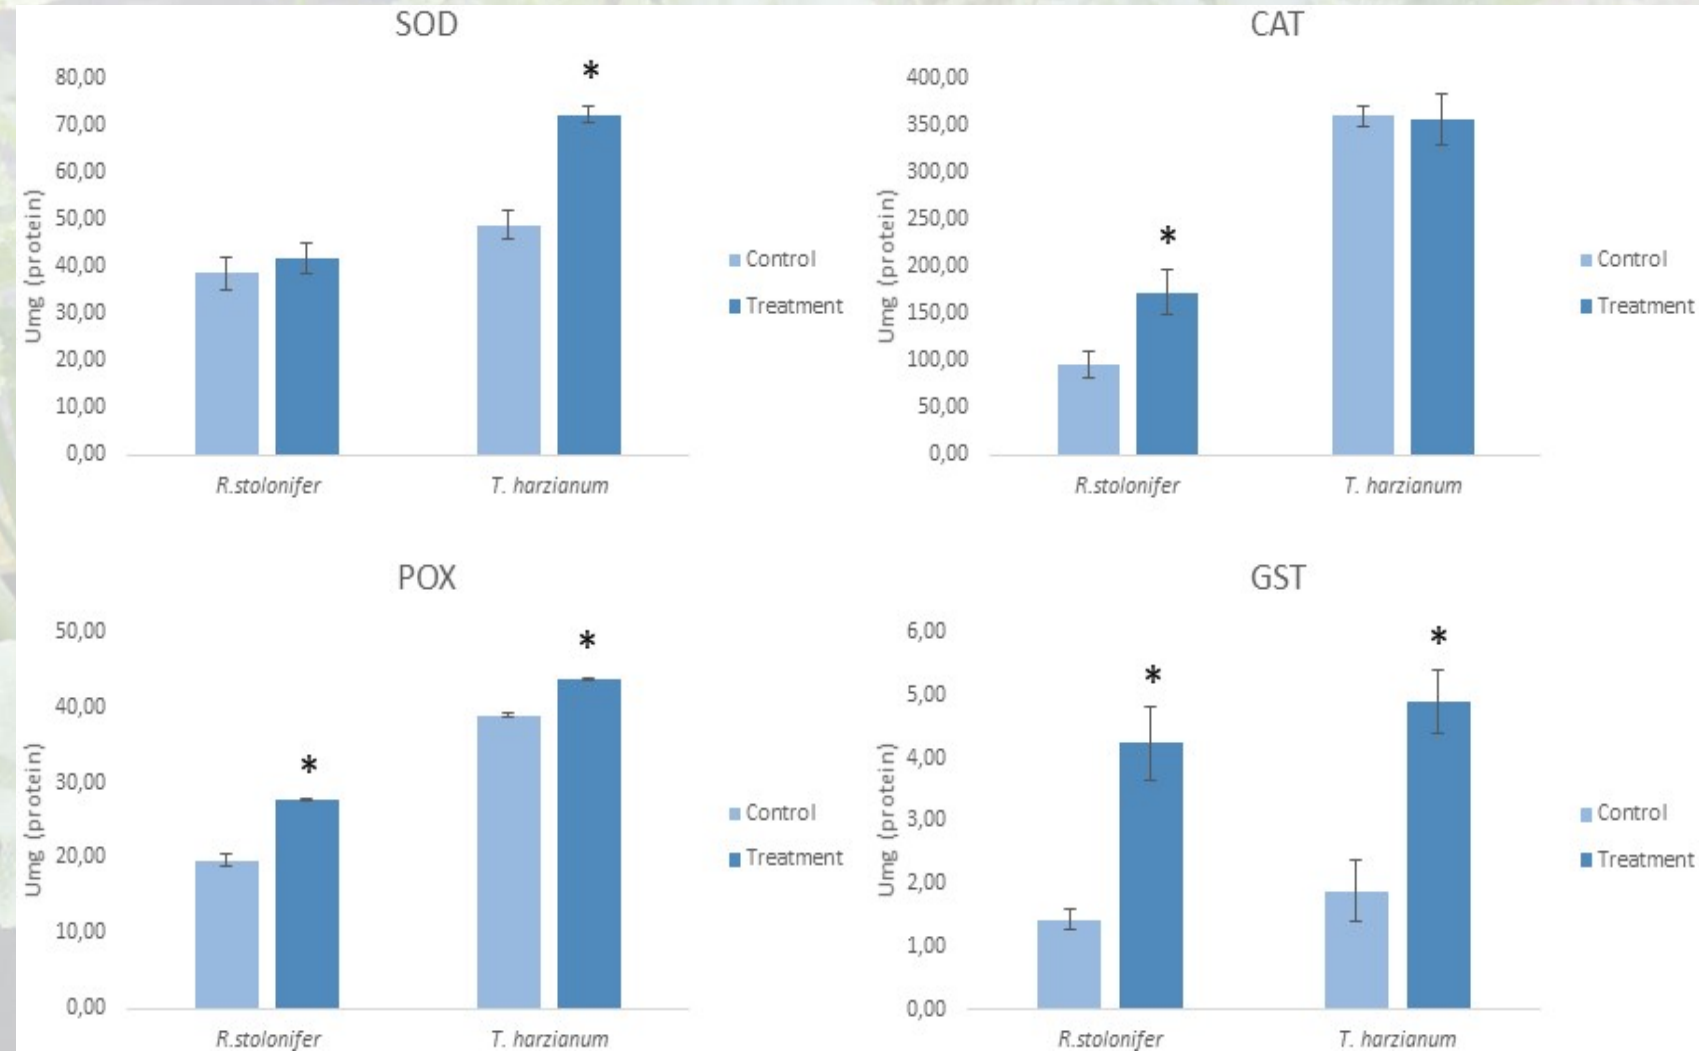 SOD
80,00
70,00
60,00
50,00
40,00
30,00
20,00
10,00
0,00
Umg (protein)
R.stolonifer
T. harzianum
*
Control
Treatment
CAT
400,00
350,00
300,00
250,00
200,00
150,00
100,00
50,00
0,00
Umg (protein)
R.stolonifer
T. harzianum
*
Control
Treatment
POX
50,00
40,00
30,00
20,00
10,00
0,00
Umg (protein)
R.stolonifer
T. harzianum
*
*
Control
Treatment
GST
6,00
5,00
4,00
3,00
2,00
1,00
0,00
Umg (protein)
R.stolonifer
T. harzianum
*
*
Control
Treatment